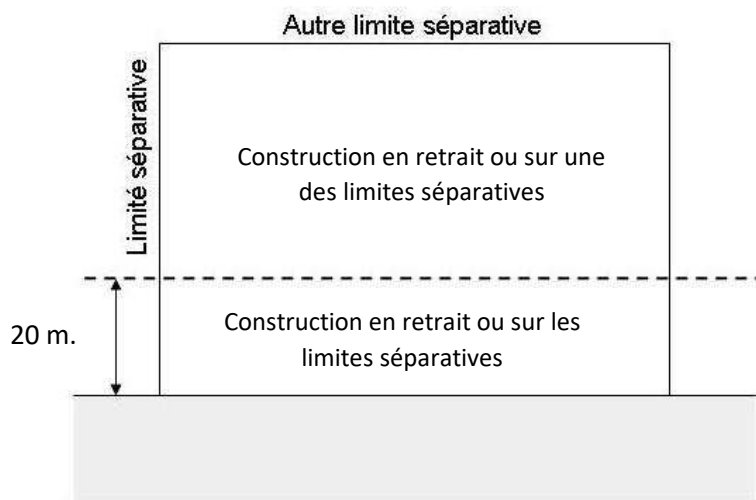 Autre limite séparative
Limité séparative
Construction en retrait ou sur une
des limites séparatives
20 m.
Construction en retrait ou sur les
limites séparatives